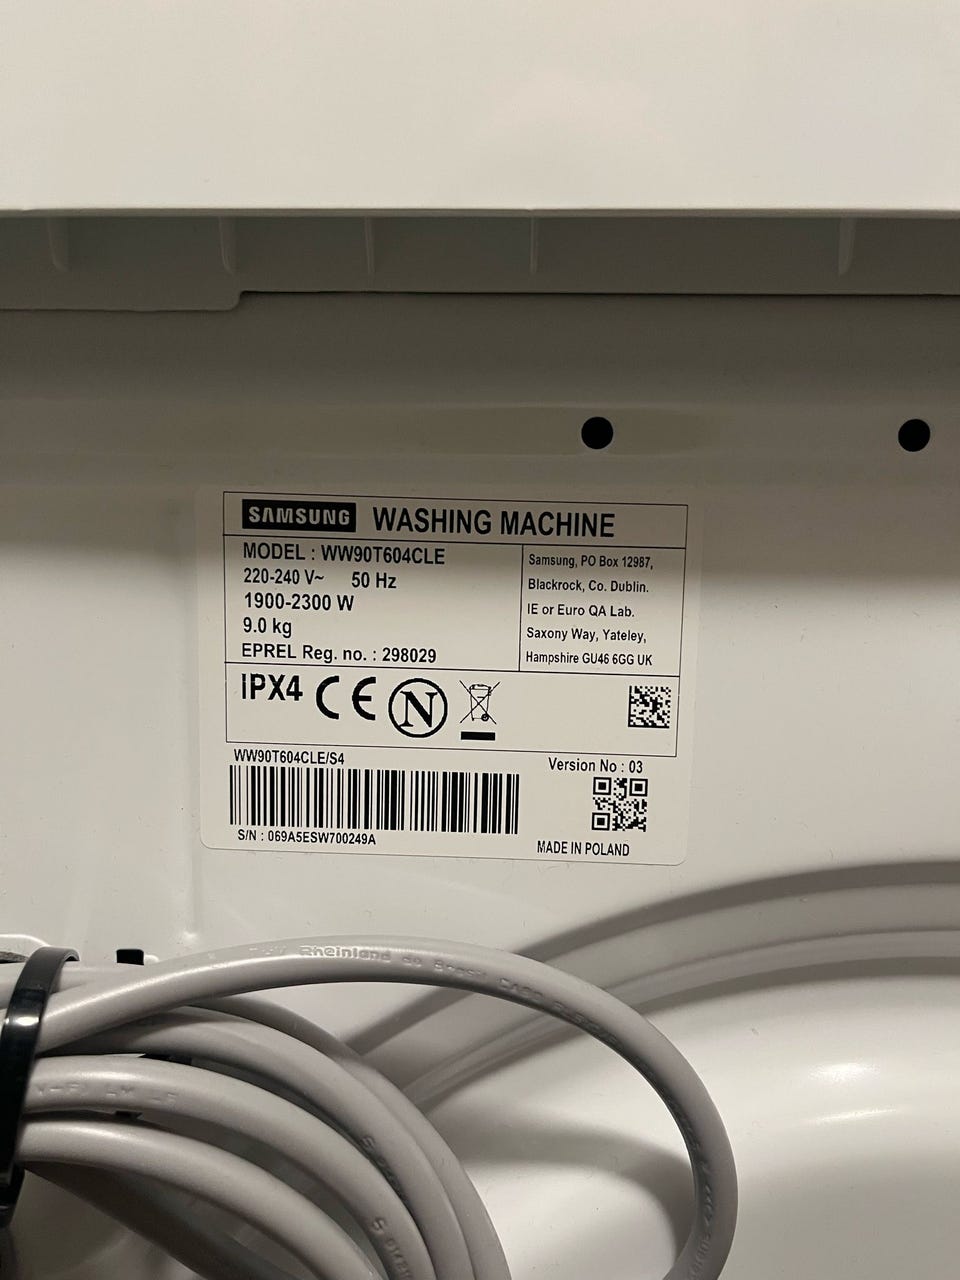 SAMSUNG WASHING MACHINE
MODEL : WW90T604CLE
220-240 V~ 50 Hz
1900-2300 W
9.0 kg
EPREL Reg. no. : 298029
Samsung, PO Box 12987,
Blackrock, Co. Dublin.
IE or Euro QA Lab.
Saxony Way, Yateley,
Hampshire GU46 6GG UK
IPX4 CE N
WW90T604CLE/S4
S/N : 069A5ESW700249A
Version No : 03
MADE IN POLAND
Rheinland do Brasil